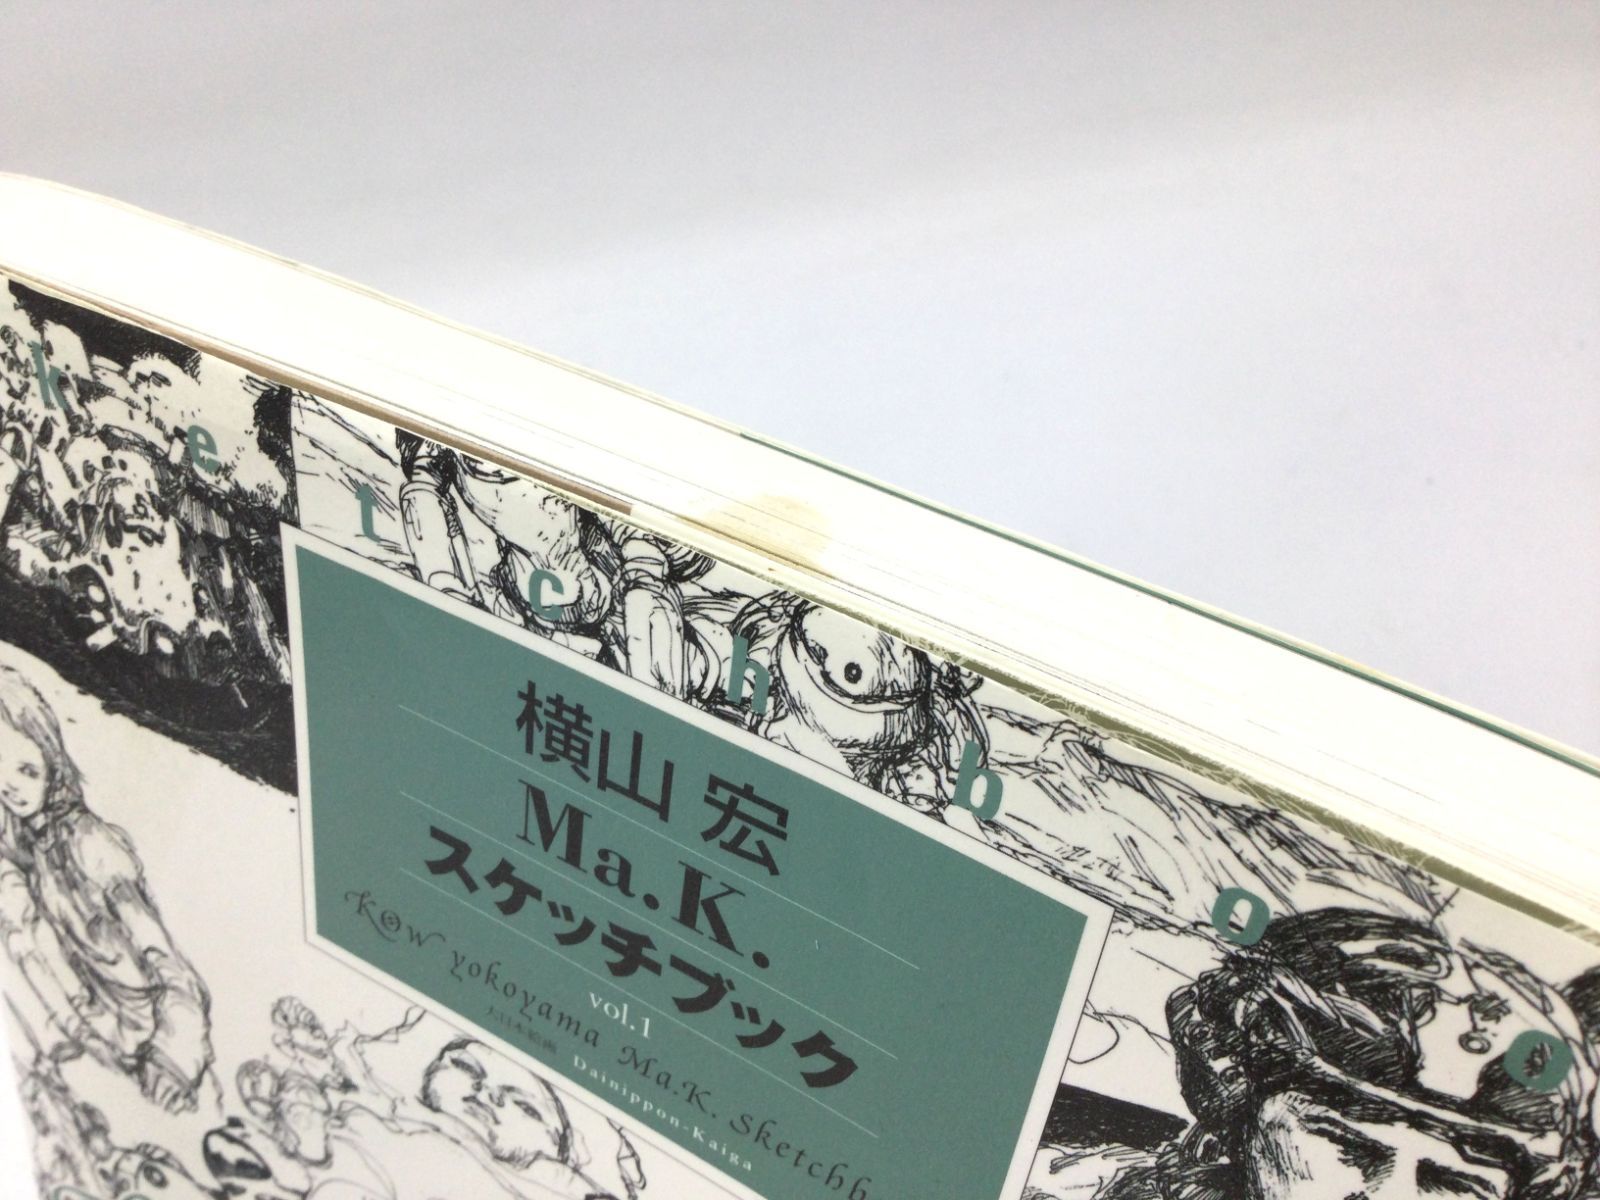 k e t c h b o o
横山 宏
Ma.K.
スケッチブック
vol.1
Kow yokoyama Ma.K. Sketchb
大日本絵画 Dainippon-Kaiga